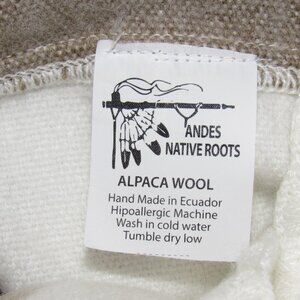 ANDES
NATIVE ROOTS
ALPACA WOOL
Hand Made in Ecuador
Hipoallergic Machine
Wash in cold water
Tumble dry low